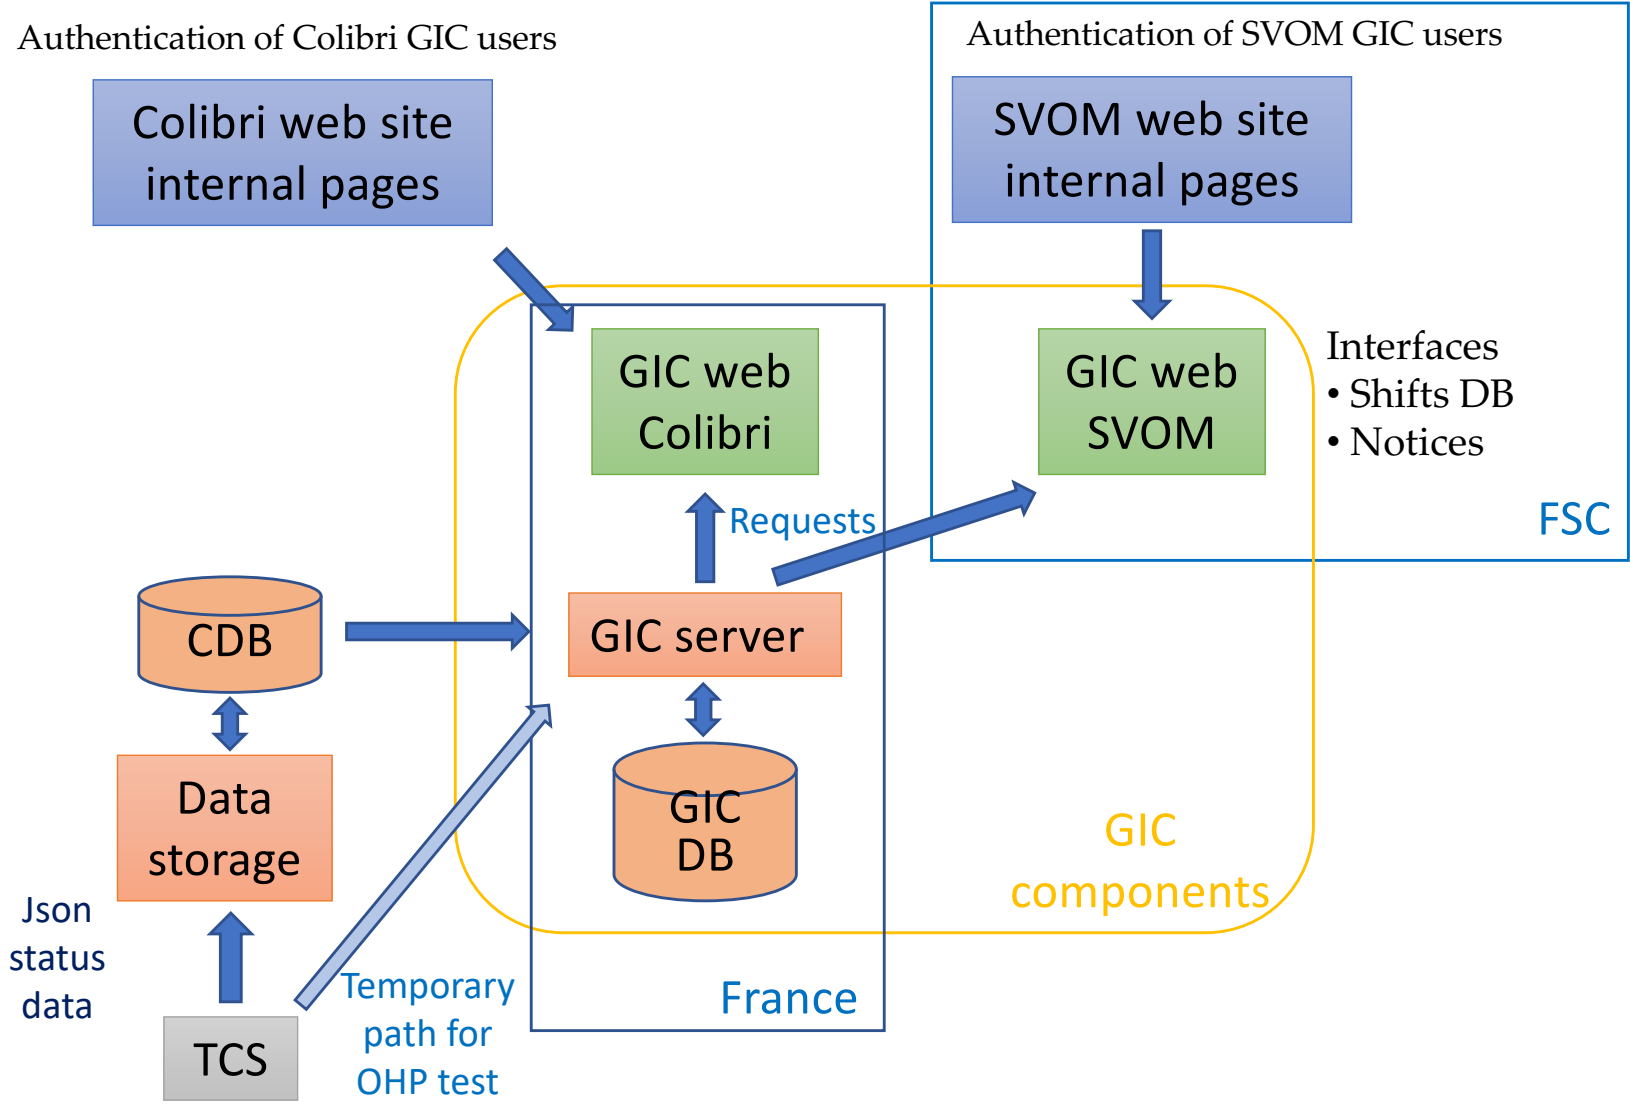 Authentication of Colibri GIC users
Authentication of SVOM GIC users
Colibri web site
internal pages
SVOM web site
internal pages
GIC web
Colibri
GIC web
SVOM
Interfaces
• Shifts DB
• Notices
Requests
FSC
CDB
GIC server
Data
storage
GIC
DB
GIC
components
Json
status
data
Temporary
path for
OHP test
France
TCS